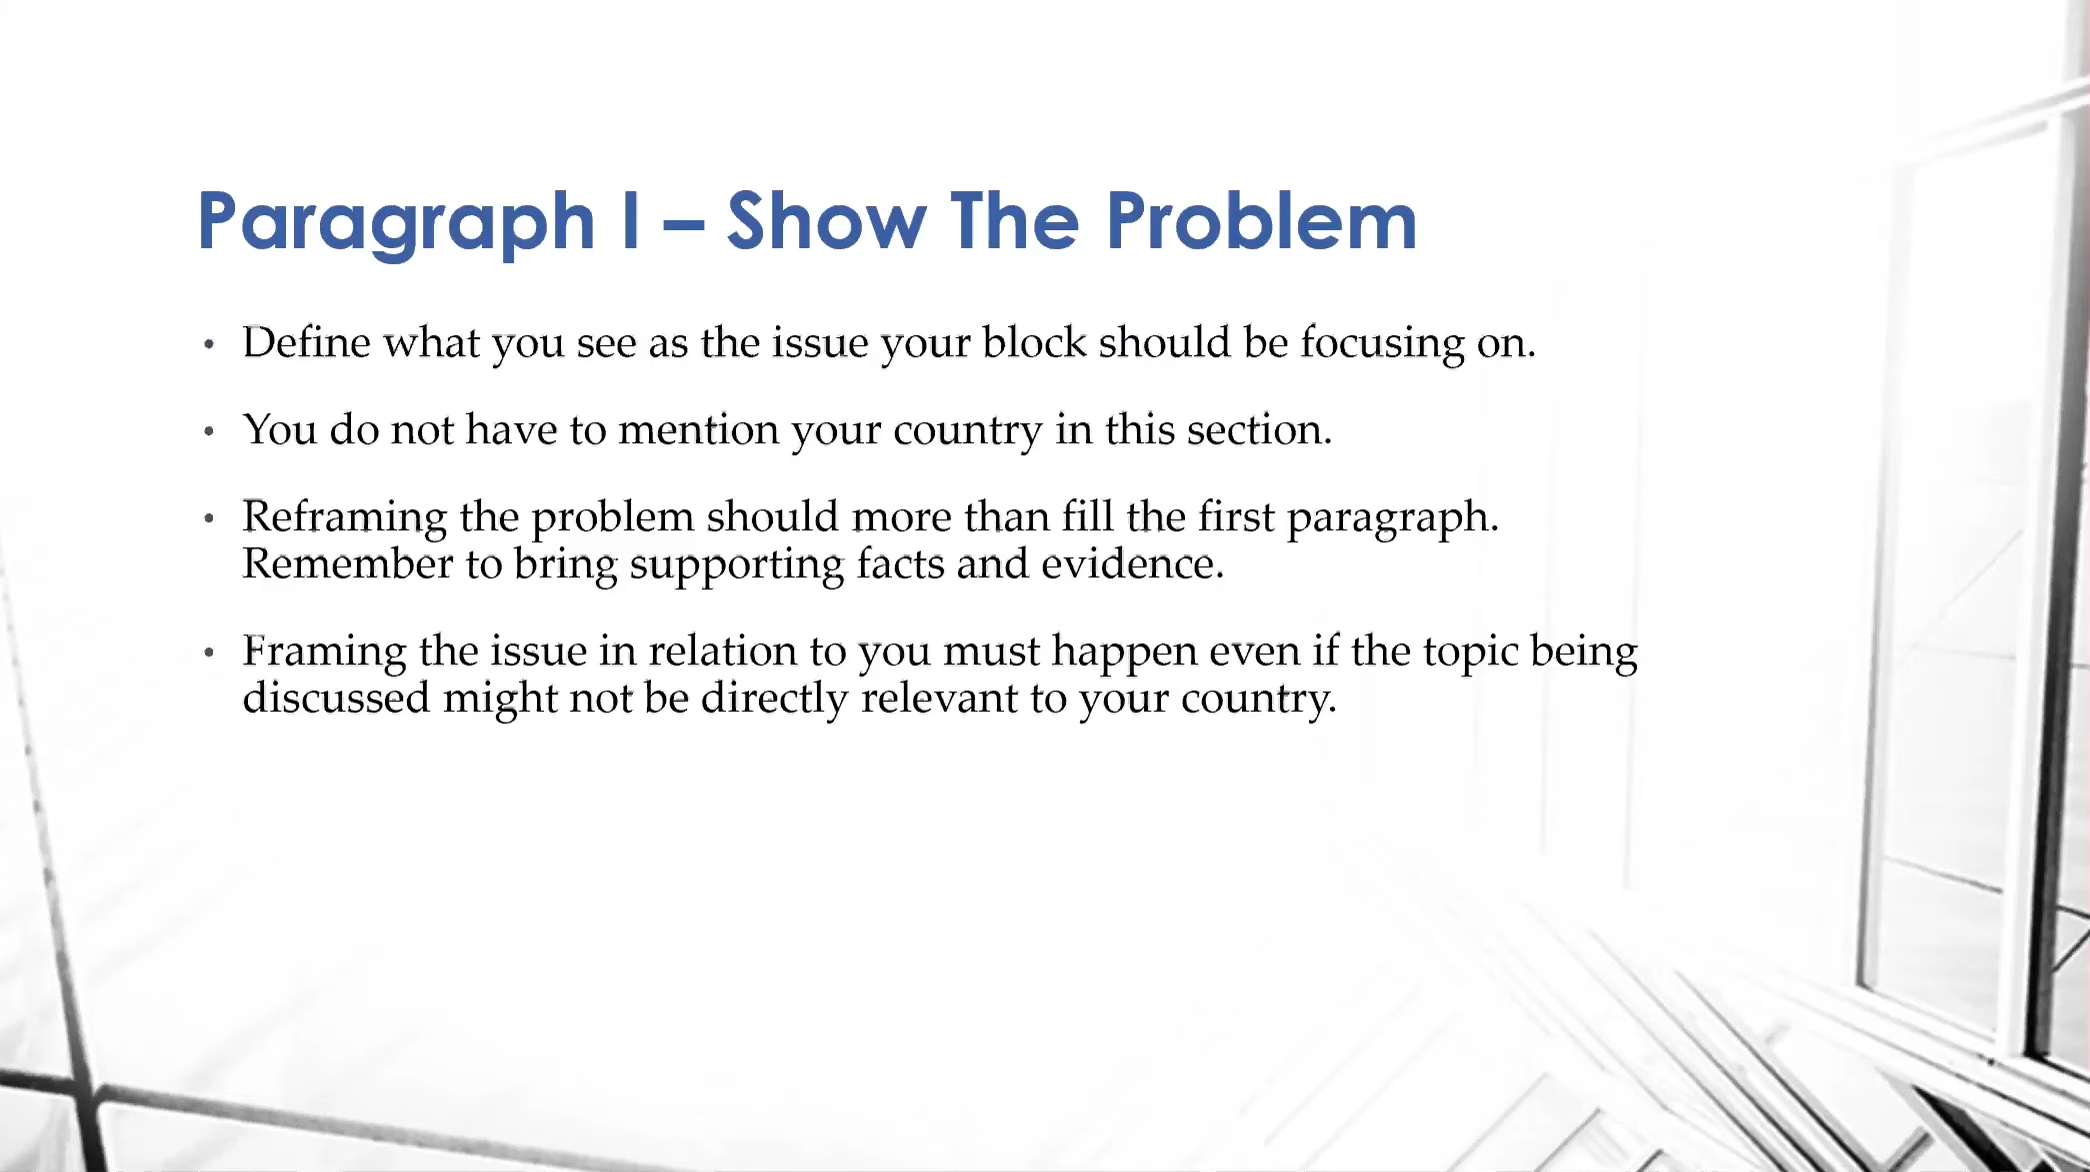 Paragraph I – Show The Problem
• Define what you see as the issue your block should be focusing on.
• You do not have to mention your country in this section.
• Reframing the problem should more than fill the first paragraph.
Remember to bring supporting facts and evidence.
• Framing the issue in relation to you must happen even if the topic being
discussed might not be directly relevant to your country.